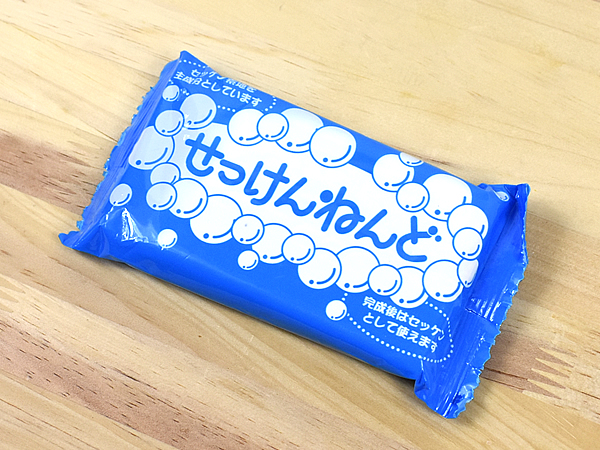 セッケン素地を
主成分としています
せっけんねんど
完成後はセッケン
として使えます